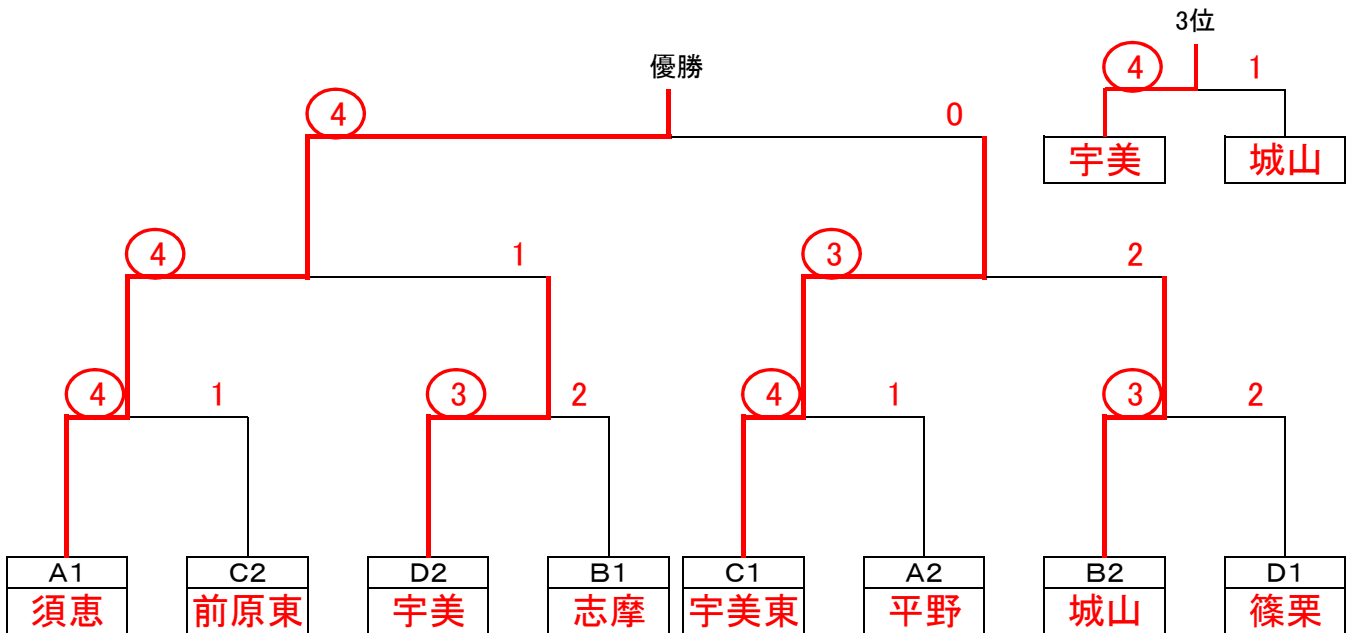 3位
優勝
④ 1
④ 0
宇美 城山
④ 1 ③ 2
④ 1 ③ 2 ④ 1 ③ 2
A1 C2 D2 B1 C1 A2 B2 D1
須恵 前原東 宇美 志摩 宇美東 平野 城山 篠栗